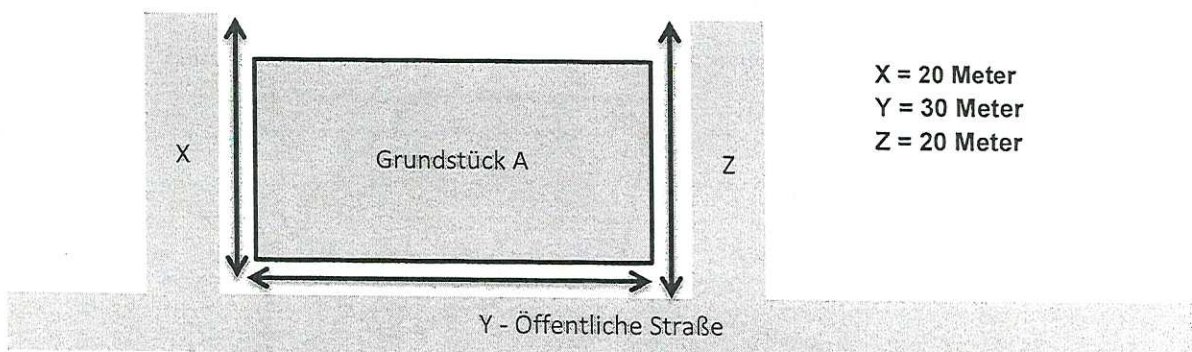 X = 20 Meter
Y = 30 Meter
Z = 20 Meter
X
Grundstück A
Z
Y - Öffentliche Straße